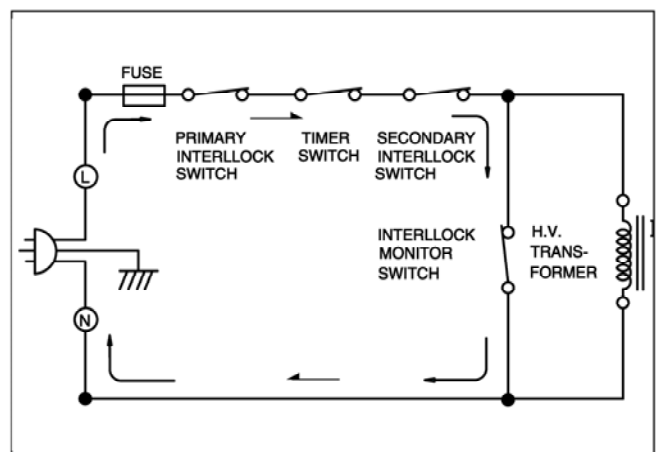 FUSE
PRIMARY
INTERLLOCK
SWITCH
TIMER
SWITCH
SECONDARY
INTERLLOCK
SWITCH
L
INTERLLOCK
MONITOR
SWITCH
H.V.
TRANS-
FORMER
N